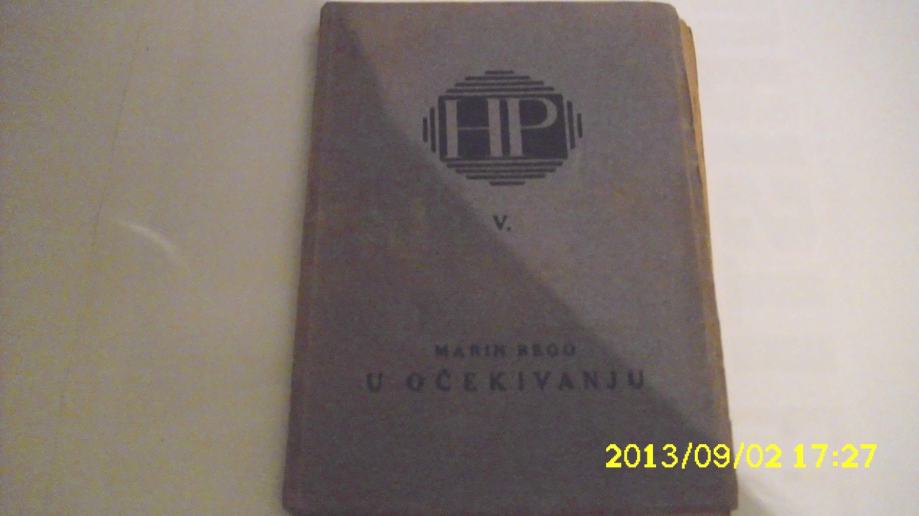 HP
V.
MARIN BEGO
U OČEKIVANJU
2013/09/02 17:27